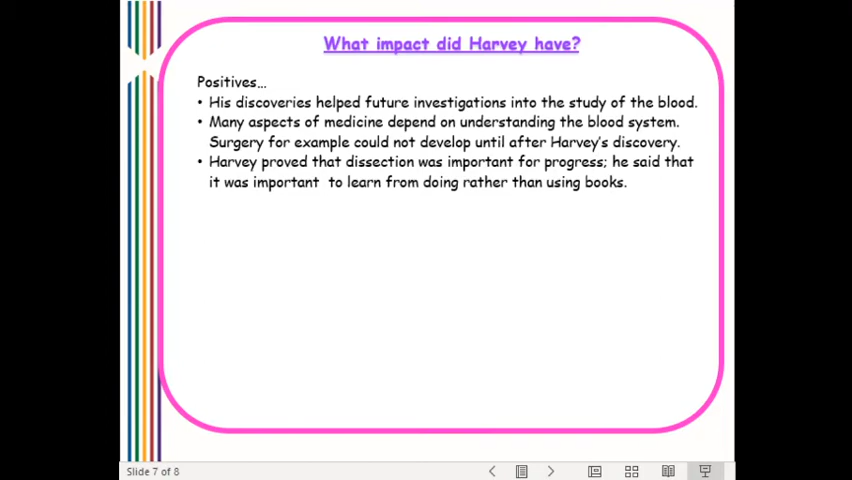 What impact did Harvey have?
Positives…
• His discoveries helped future investigations into the study of the blood.
• Many aspects of medicine depend on understanding the blood system.
Surgery for example could not develop until after Harvey's discovery.
• Harvey proved that dissection was important for progress; he said that
it was important to learn from doing rather than using books.
Slide 7 of 8